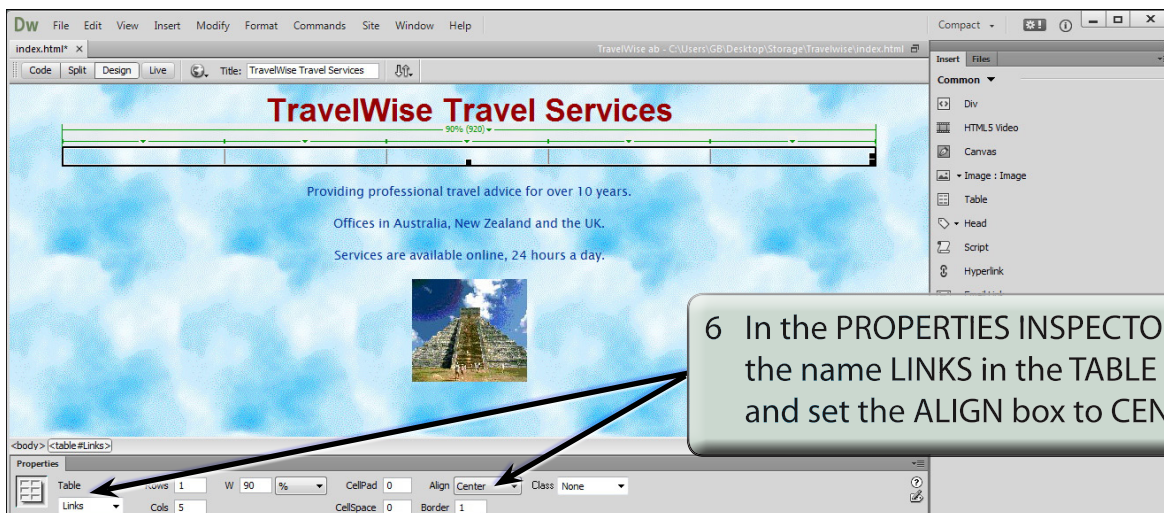 Dw File Edit View Insert Modify Format Commands Site Window Help Compact
index.html* × TravelWise ab - C:\Users\GB\Desktop\Storage\Travelwise\index.html
Code Split Design Live Title: TravelWise Travel Services
Insert Files
Common
TravelWise Travel Services
90% (920)
Div
HTML5 Video
Canvas
Image : Image
Table
Head
Script
Hyperlink
Providing professional travel advice for over 10 years.
Offices in Australia, New Zealand and the UK.
Services are available online, 24 hours a day.
6 In the PROPERTIES INSPECTO
the name LINKS in the TABLE
and set the ALIGN box to CEN
<body> <table#Links>
Properties
Table Rows 1 W 90 % CellPad 0 Align Center Class None
Links Cols 5 CellSpace 0 Border 1